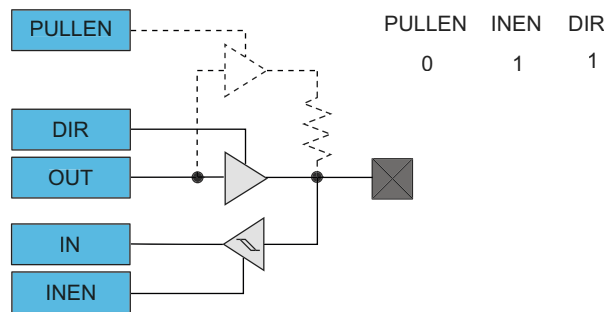 PULLEN
PULLEN INEN DIR
0 1 1
DIR
OUT
IN
INEN